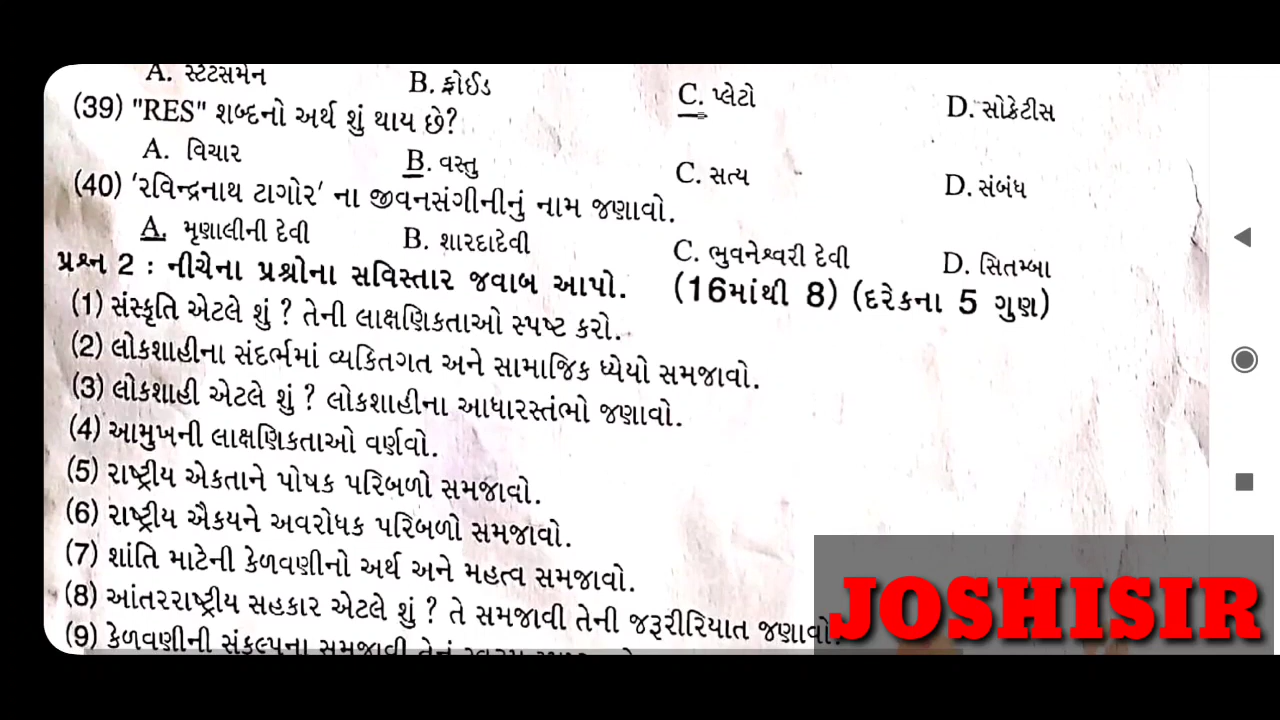 A. સ્ટેટસમેન B. ફ્રોઈડ C. પ્લેટો D. સોક્રેટીસ
(39) "RES" શબ્દનો અર્થ શું થાય છે?
A. વિચાર B. વસ્તુ C. સત્ય D. સંબંધ
(40) ‘રવિન્દ્રનાથ ટાગોર’ ના જીવનસંગીનીનું નામ જણાવો.
A. મૃણાલીની દેવી B. શારદાદેવી C. ભુવનેશ્વરી દેવી D. સિતમ્બા
પ્રશ્ન 2 : નીચેના પ્રશ્નોના સવિસ્તાર જવાબ આપો. (16માંથી 8) (દરેકના 5 ગુણ)
(1) સંસ્કૃતિ એટલે શું ? તેની લાક્ષણિકતાઓ સ્પષ્ટ કરો.
(2) લોકશાહીના સંદર્ભમાં વ્યકિતગત અને સામાજિક ધ્યેયો સમજાવો.
(3) લોકશાહી એટલે શું ? લોકશાહીના આધારસ્તંભો જણાવો.
(4) આમુખની લાક્ષણિકતાઓ વર્ણવો.
(5) રાષ્ટ્રીય એકતાને પોષક પરિબળો સમજાવો.
(6) રાષ્ટ્રીય ઐકયને અવરોધક પરિબળો સમજાવો.
(7) શાંતિ માટેની કેળવણીનો અર્થ અને મહત્વ સમજાવો.
(8) આંતરરાષ્ટ્રીય સહકાર એટલે શું ? તે સમજાવી તેની જરૂરીરિયાત જણાવો.
(9) કેળવણીની સંકલ્પના સમજાવી તેનું
JOSHISIR